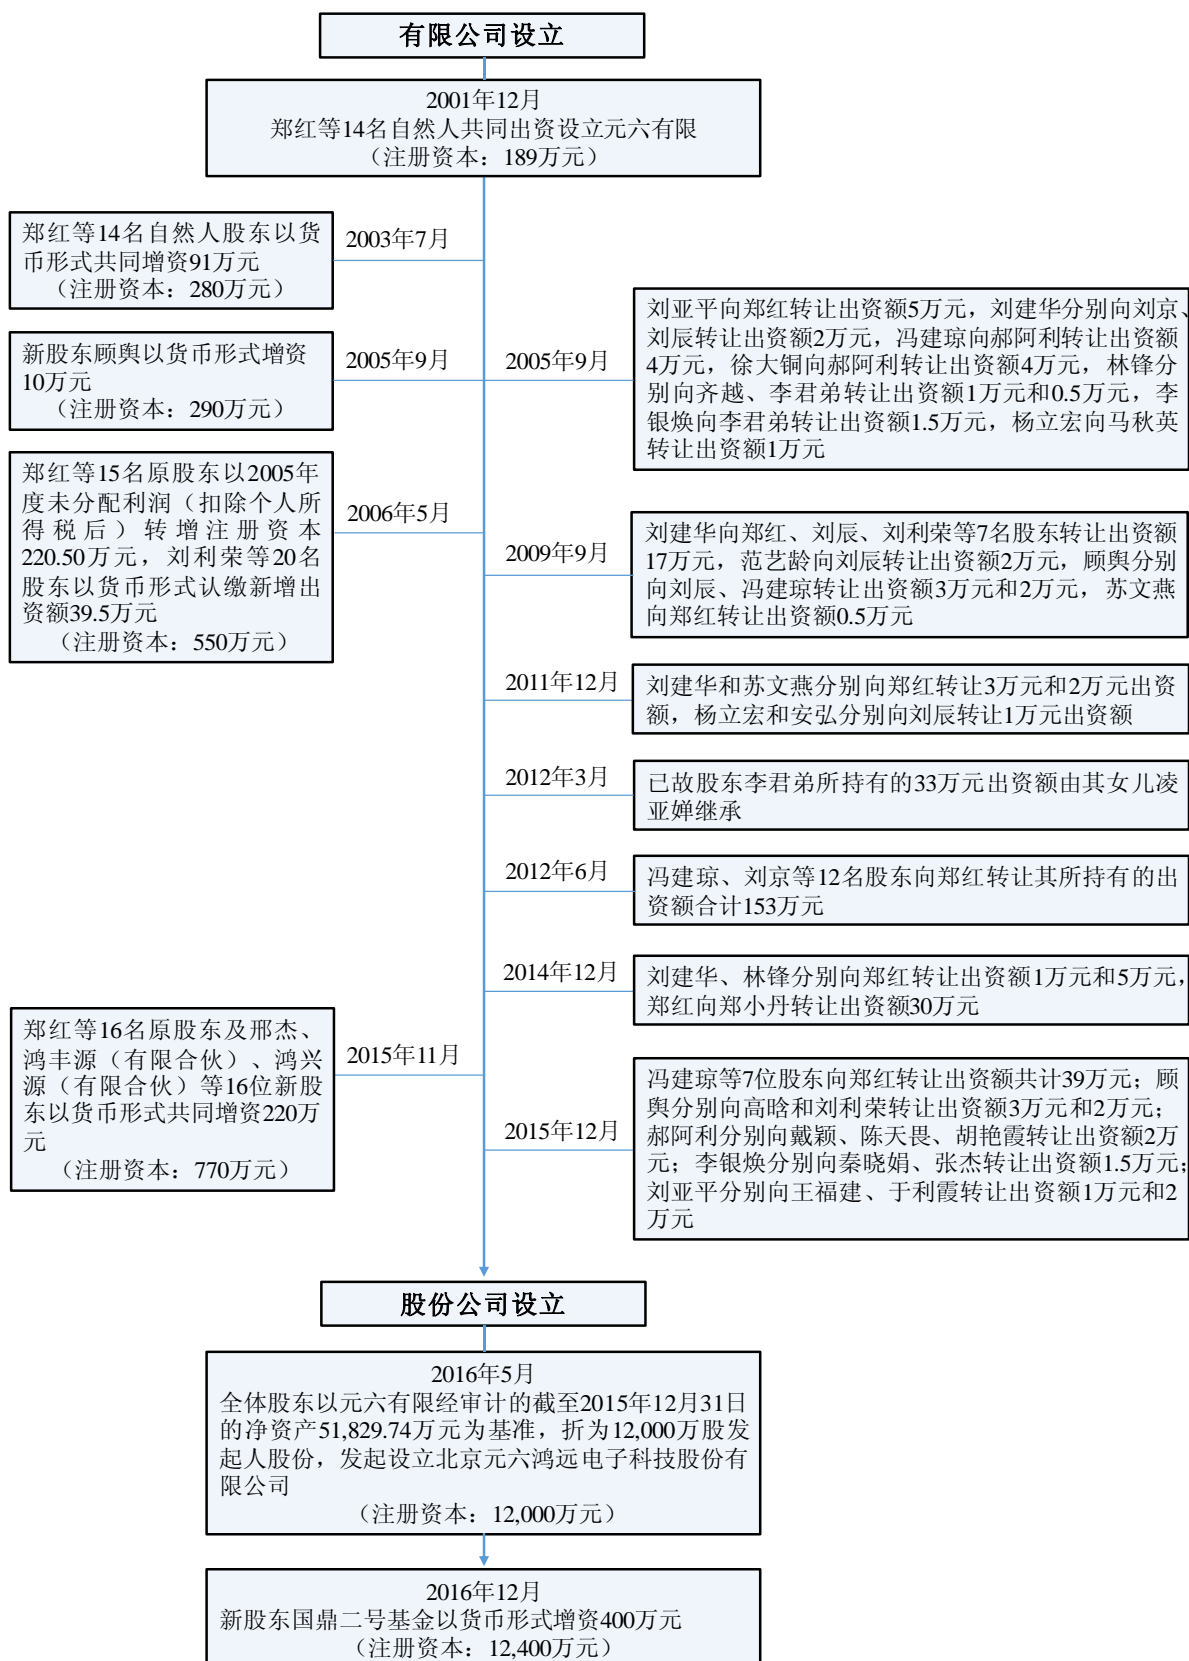 有限公司设立
2001年12月
郑红等14名自然人共同出资设立元六有限
（注册资本：189万元）
郑红等14名自然人股东以货
币形式共同增资91万元
（注册资本：280万元）
2003年7月
新股东顾舆以货币形式增资
10万元
（注册资本：290万元）
2005年9月
2005年9月
刘亚平向郑红转让出资额5万元，刘建华分别向刘京、
刘辰转让出资额2万元，冯建琼向郝阿利转让出资额
4万元，徐大铜向郝阿利转让出资额4万元，林锋分
别向齐越、李君弟转让出资额1万元和0.5万元，李
银焕向李君弟转让出资额1.5万元，杨立宏向马秋英
转让出资额1万元
郑红等15名原股东以2005年
度未分配利润（扣除个人所
得税后）转增注册资本
220.50万元，刘利荣等20名
股东以货币形式认缴新增出
资额39.5万元
（注册资本：550万元）
2006年5月
2009年9月
刘建华向郑红、刘辰、刘利荣等7名股东转让出资额
17万元，范艺龄向刘辰转让出资额2万元，顾舆分别
向刘辰、冯建琼转让出资额3万元和2万元，苏文燕
向郑红转让出资额0.5万元
2011年12月
刘建华和苏文燕分别向郑红转让3万元和2万元出资
额，杨立宏和安弘分别向刘辰转让1万元出资额
2012年3月
已故股东李君弟所持有的33万元出资额由其女儿凌
亚婵继承
2012年6月
冯建琼、刘京等12名股东向郑红转让其所持有的出
资额合计153万元
2014年12月
刘建华、林锋分别向郑红转让出资额1万元和5万元，
郑红向郑小丹转让出资额30万元
郑红等16名原股东及邢杰、
鸿丰源（有限合伙）、鸿兴
源（有限合伙）等16位新股
东以货币形式共同增资220万
元
（注册资本：770万元）
2015年11月
2015年12月
冯建琼等7位股东向郑红转让出资额共计39万元；顾
舆分别向高晗和刘利荣转让出资额3万元和2万元；
郝阿利分别向戴颖、陈天畏、胡艳霞转让出资额2万
元；李银焕分别向秦晓娟、张杰转让出资额1.5万元；
刘亚平分别向王福建、于利霞转让出资额1万元和2
万元
股份公司设立
2016年5月
全体股东以元六有限经审计的截至2015年12月31日
的净资产51,829.74万元为基准，折为12,000万股发
起人股份，发起设立北京元六鸿远电子科技股份有
限公司
（注册资本：12,000万元）
2016年12月
新股东国鼎二号基金以货币形式增资400万元
（注册资本：12,400万元）